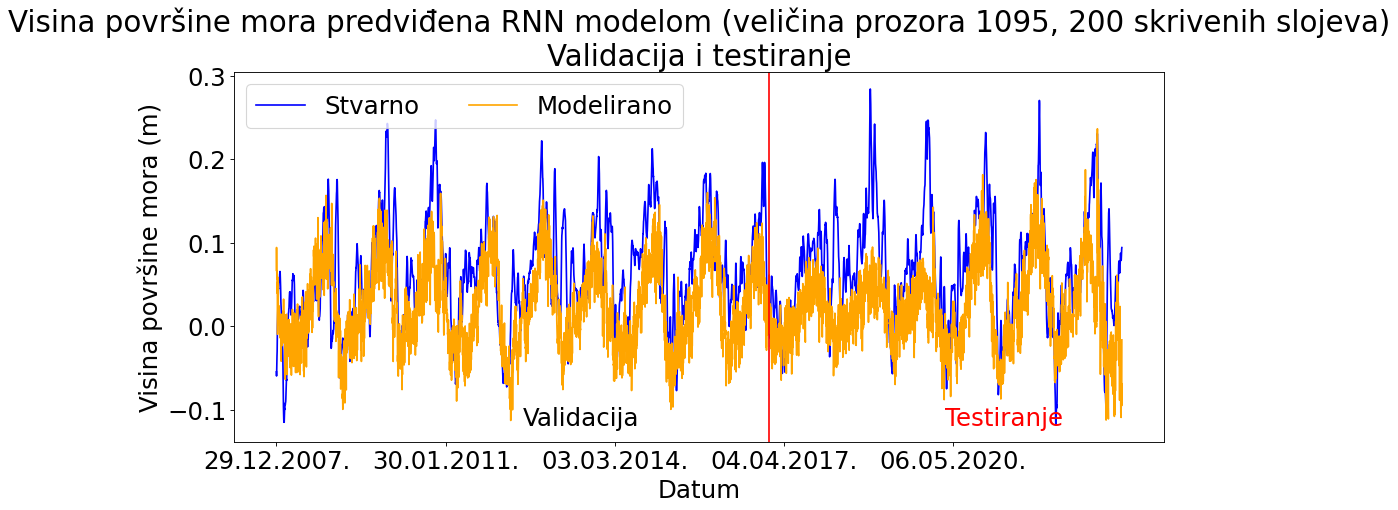 Visina površine mora predviđena RNN modelom (veličina prozora 1095, 200 skrivenih slojeva)
Validacija i testiranje
Stvarno
Modelirano
Visina površine mora (m)
0.3
0.2
0.1
0.0
−0.1
Validacija
Testiranje
29.12.2007.
30.01.2011.
03.03.2014.
04.04.2017.
06.05.2020.
Datum